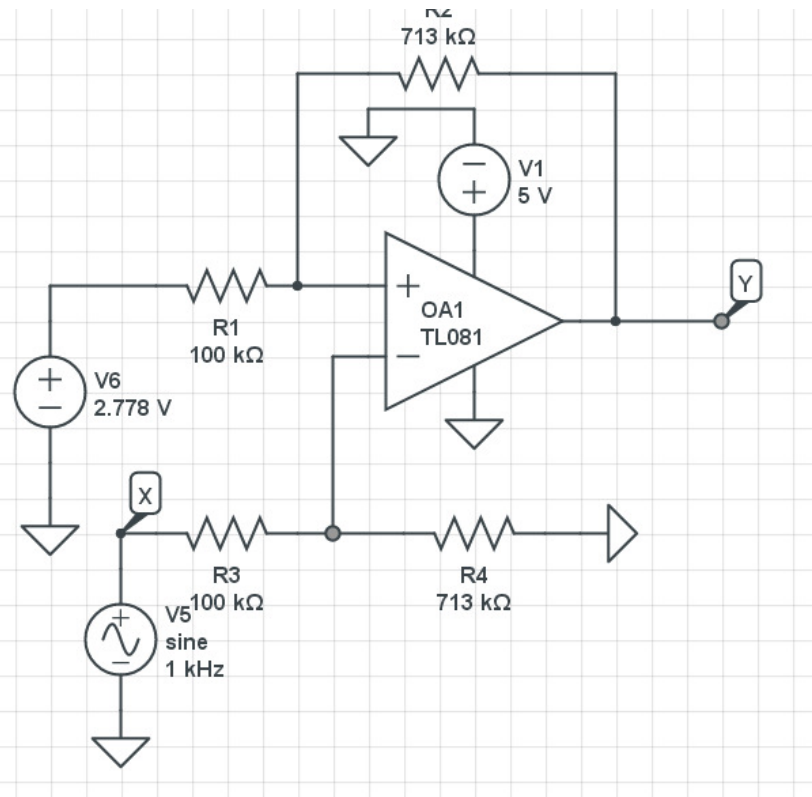 R2
713 kΩ
V1
5 V
+
OA1
TL081
Y
R1
100 kΩ
V6
2.778 V
X
R3
100 kΩ
R4
713 kΩ
V5
sine
1 kHz